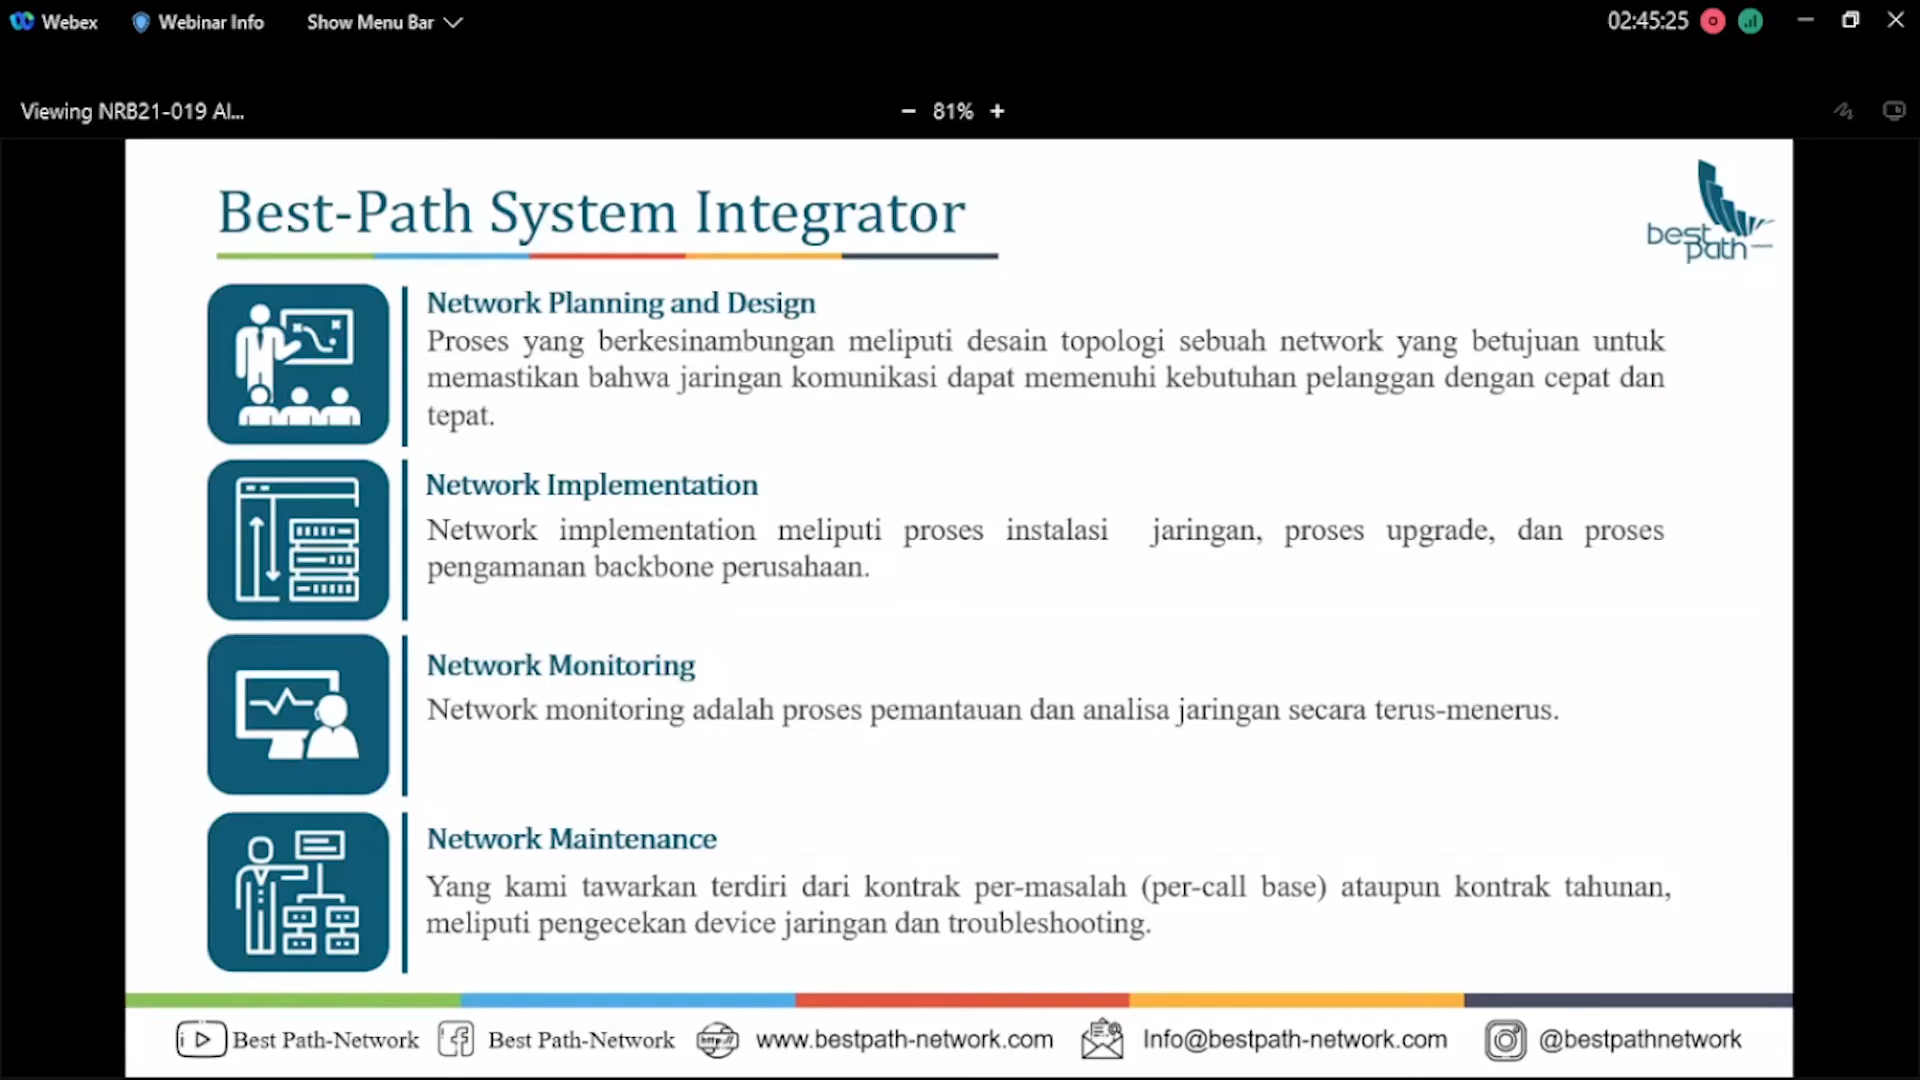 Webex Webinar Info Show Menu Bar 02:45:25
Viewing NRB21-019 Al... − 81% +
Best-Path System Integrator
best path
Network Planning and Design
Proses yang berkesinambungan meliputi desain topologi sebuah network yang betujuan untuk
memastikan bahwa jaringan komunikasi dapat memenuhi kebutuhan pelanggan dengan cepat dan
tepat.
Network Implementation
Network implementation meliputi proses instalasi jaringan, proses upgrade, dan proses
pengamanan backbone perusahaan.
Network Monitoring
Network monitoring adalah proses pemantauan dan analisa jaringan secara terus-menerus.
Network Maintenance
Yang kami tawarkan terdiri dari kontrak per-masalah (per-call base) ataupun kontrak tahunan,
meliputi pengecekan device jaringan dan troubleshooting.
Best Path-Network Best Path-Network http:// www.bestpath-network.com Info@bestpath-network.com @bestpathnetwork